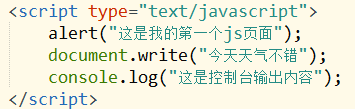 <script type="text/javascript">
    alert("这是我的第一个js页面");
    document.write("今天天气不错");
    console.log("这是控制台输出内容");
</script>